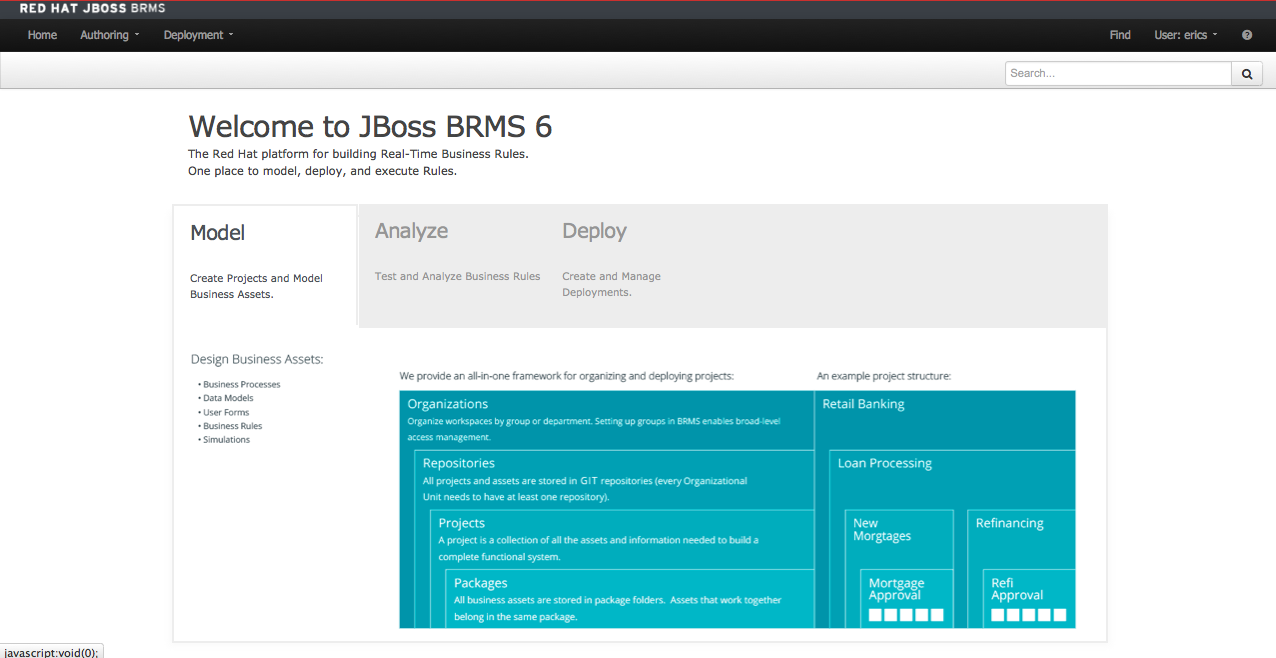 RED HAT JBOSS BRMS
Home Authoring Deployment Find User: erics ?
Search...
Welcome to JBoss BRMS 6
The Red Hat platform for building Real-Time Business Rules.
One place to model, deploy, and execute Rules.
Model
Create Projects and Model
Business Assets.
Analyze
Test and Analyze Business Rules
Deploy
Create and Manage
Deployments.
Design Business Assets:
• Business Processes
• Data Models
• User Forms
• Business Rules
• Simulations
We provide an all-in-one framework for organizing and deploying projects:
Organizations
Organize workspaces by group or department. Setting up groups in BRMS enables broad-level
access management.
Repositories
All projects and assets are stored in GIT repositories (every Organizational
Unit needs to have at least one repository).
Projects
A project is a collection of all the assets and information needed to build a
complete functional system.
Packages
All business assets are stored in package folders. Assets that work together
belong in the same package.
An example project structure:
Retail Banking
Loan Processing
New
Morgtages
Mortgage
Approval
Refinancing
Refi
Approval
javascript:void(0);